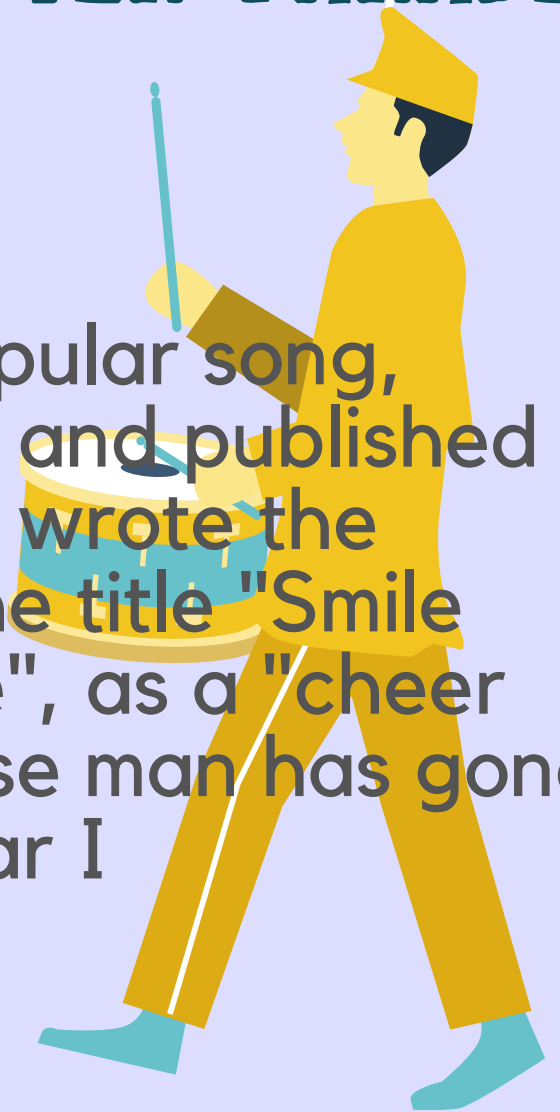 pular song,
and published
wrote the
e title "Smile
", as a "cheer
se man has gon
ar I